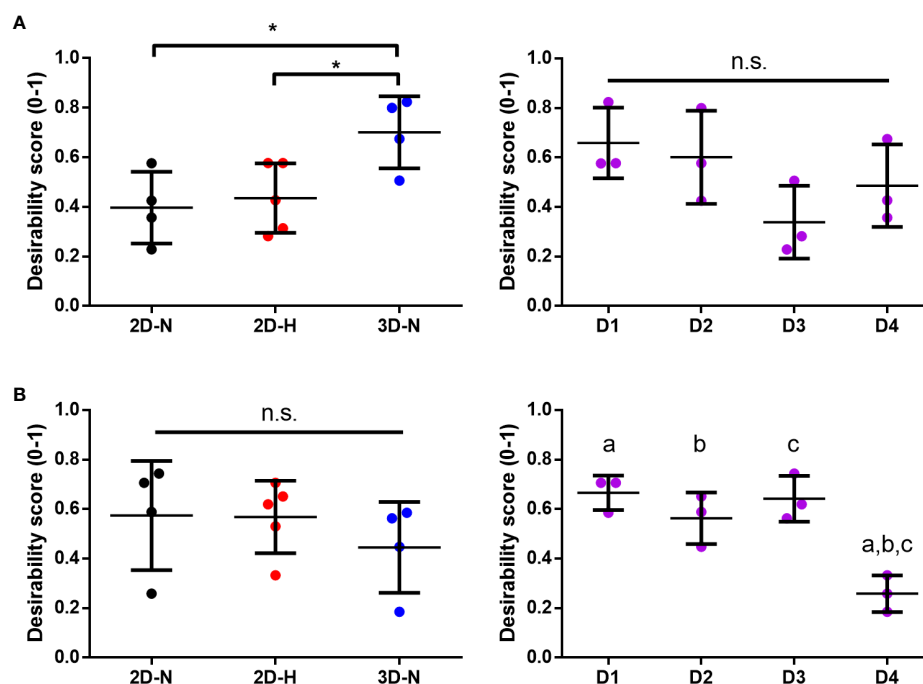 A
*
*
Desirability score (0-1)
1.0
0.8
0.6
0.4
0.2
0.0
2D-N 2D-H 3D-N
n.s.
Desirability score (0-1)
1.0
0.8
0.6
0.4
0.2
0.0
D1 D2 D3 D4
B
n.s.
Desirability score (0-1)
1.0
0.8
0.6
0.4
0.2
0.0
2D-N 2D-H 3D-N
a b c
a,b,c
Desirability score (0-1)
1.0
0.8
0.6
0.4
0.2
0.0
D1 D2 D3 D4